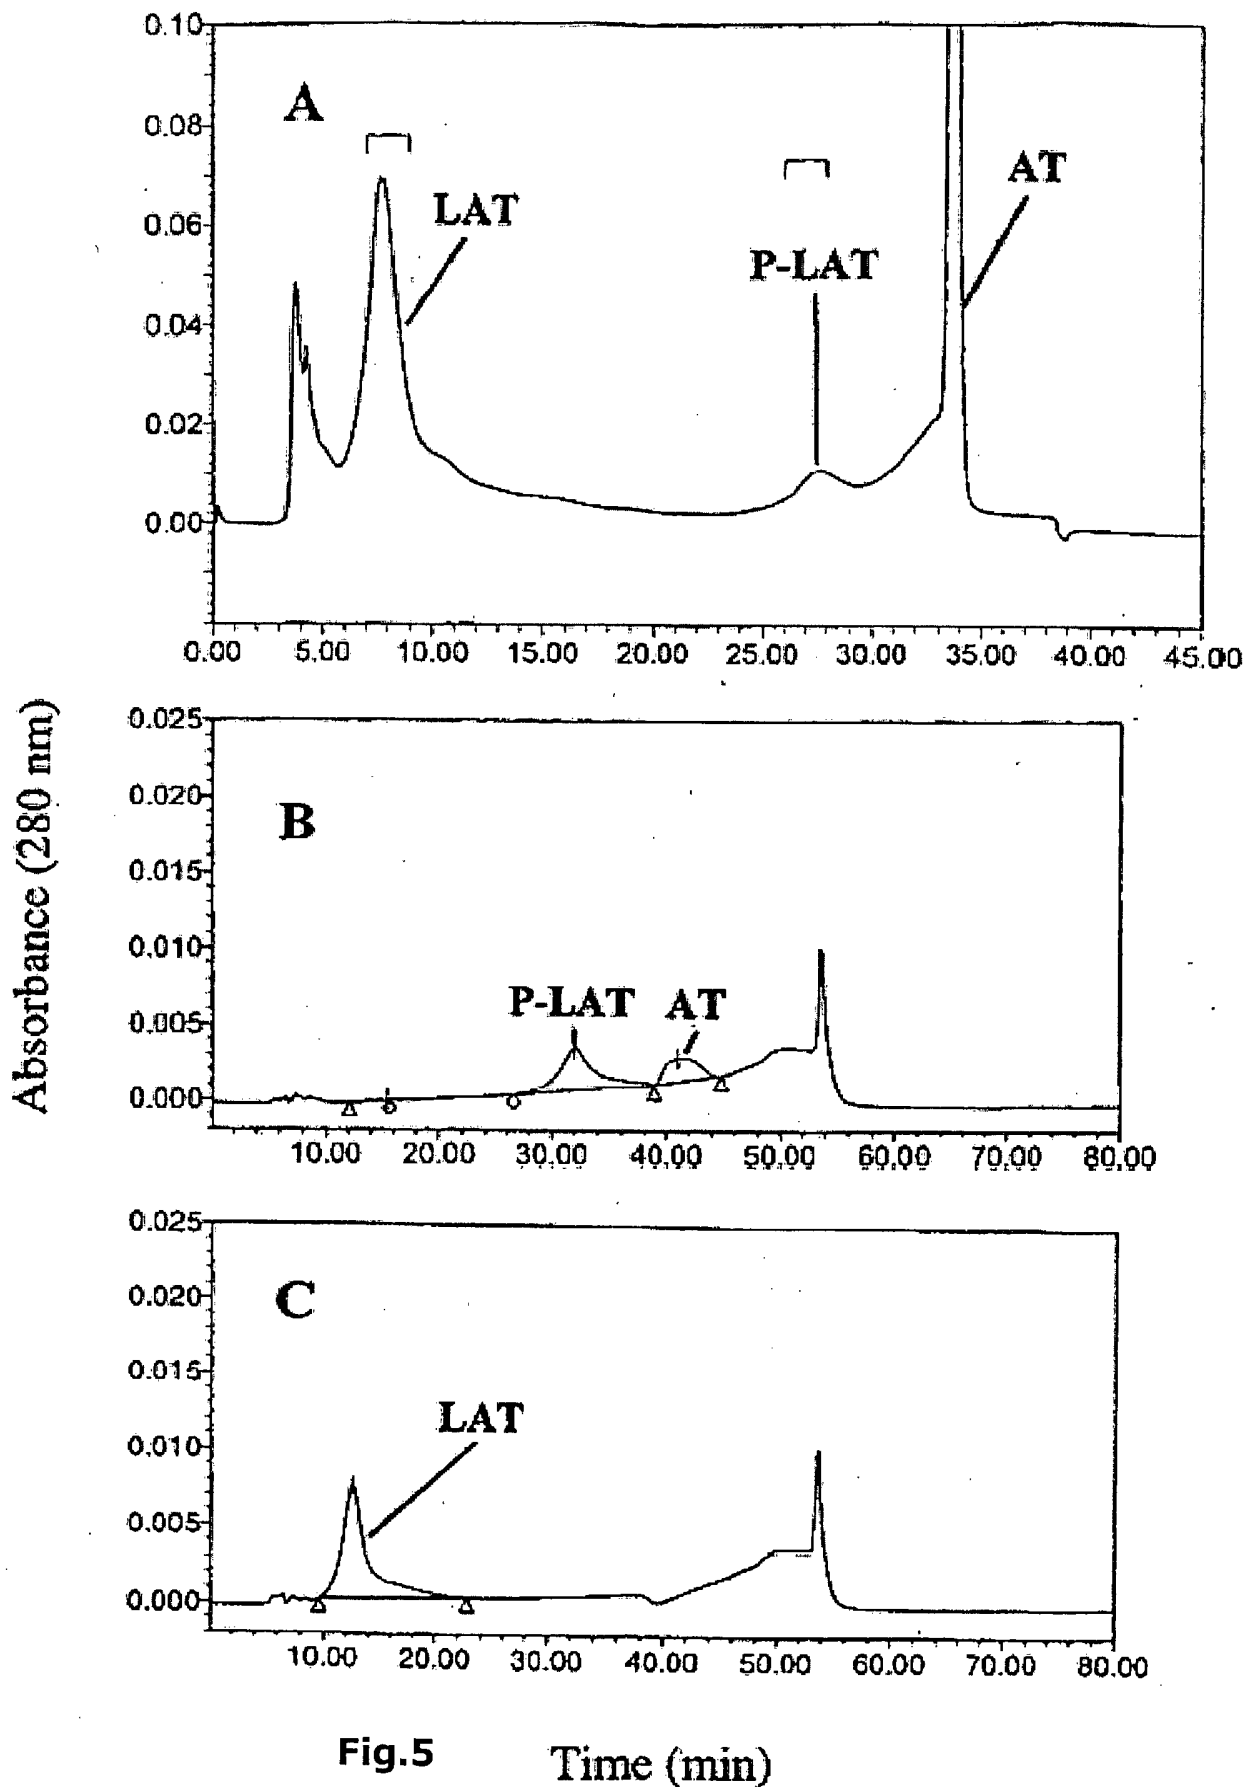 0.10
A
0.08
LAT
AT
0.06
P-LAT
0.04
0.02
0.00
0.00 5.00 10.00 15.00 20.00 25.00 30.00 35.00 40.00 45.00
Absorbance (280 nm)
0.025
0.020
B
0.015
0.010
P-LAT AT
0.005
0.000
10.00 20.00 30.00 40.00 50.00 60.00 70.00 80.00
0.025
0.020
C
0.015
LAT
0.010
0.005
0.000
10.00 20.00 30.00 40.00 50.00 60.00 70.00 80.00
Fig.5 Time (min)